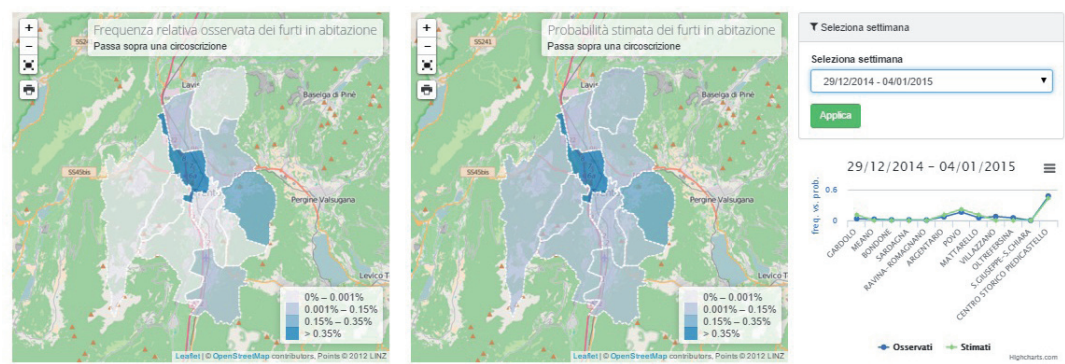 +
−
SS241
Frequenza relativa osservata dei furti in abitazione
Passa sopra una circoscrizione
Lavis
Baselga di Piné
SS45bis
Pergine Valsugana
Levico T
0% – 0.001%
0.001% – 0.15%
0.15% – 0.35%
> 0.35%
Leaflet | © OpenStreetMap contributors, Points © 2012 LINZ
+
−
SS241
Probabilità stimata dei furti in abitazione
Passa sopra una circoscrizione
Lavis
Baselga di Piné
SS45bis
Pergine Valsugana
Levico T
0% – 0.001%
0.001% – 0.15%
0.15% – 0.35%
> 0.35%
Leaflet | © OpenStreetMap contributors, Points © 2012 LINZ
Seleziona settimana
Seleziona settimana
29/12/2014 - 04/01/2015
Applica
29/12/2014 – 04/01/2015
freq. vs. prob.
0.6
0
GARDOLO
MEANO
BONDONE
SARDAGNA
RAVINA-ROMAGNANO
ARGENTARIO
POVO
MATTARELLO
VILLAZZANO
OLTREFERSINA
S.GIUSEPPE-S.CHIARA
CENTRO STORICO PIEDICASTELLO
Osservati
Stimati
Highcharts.com